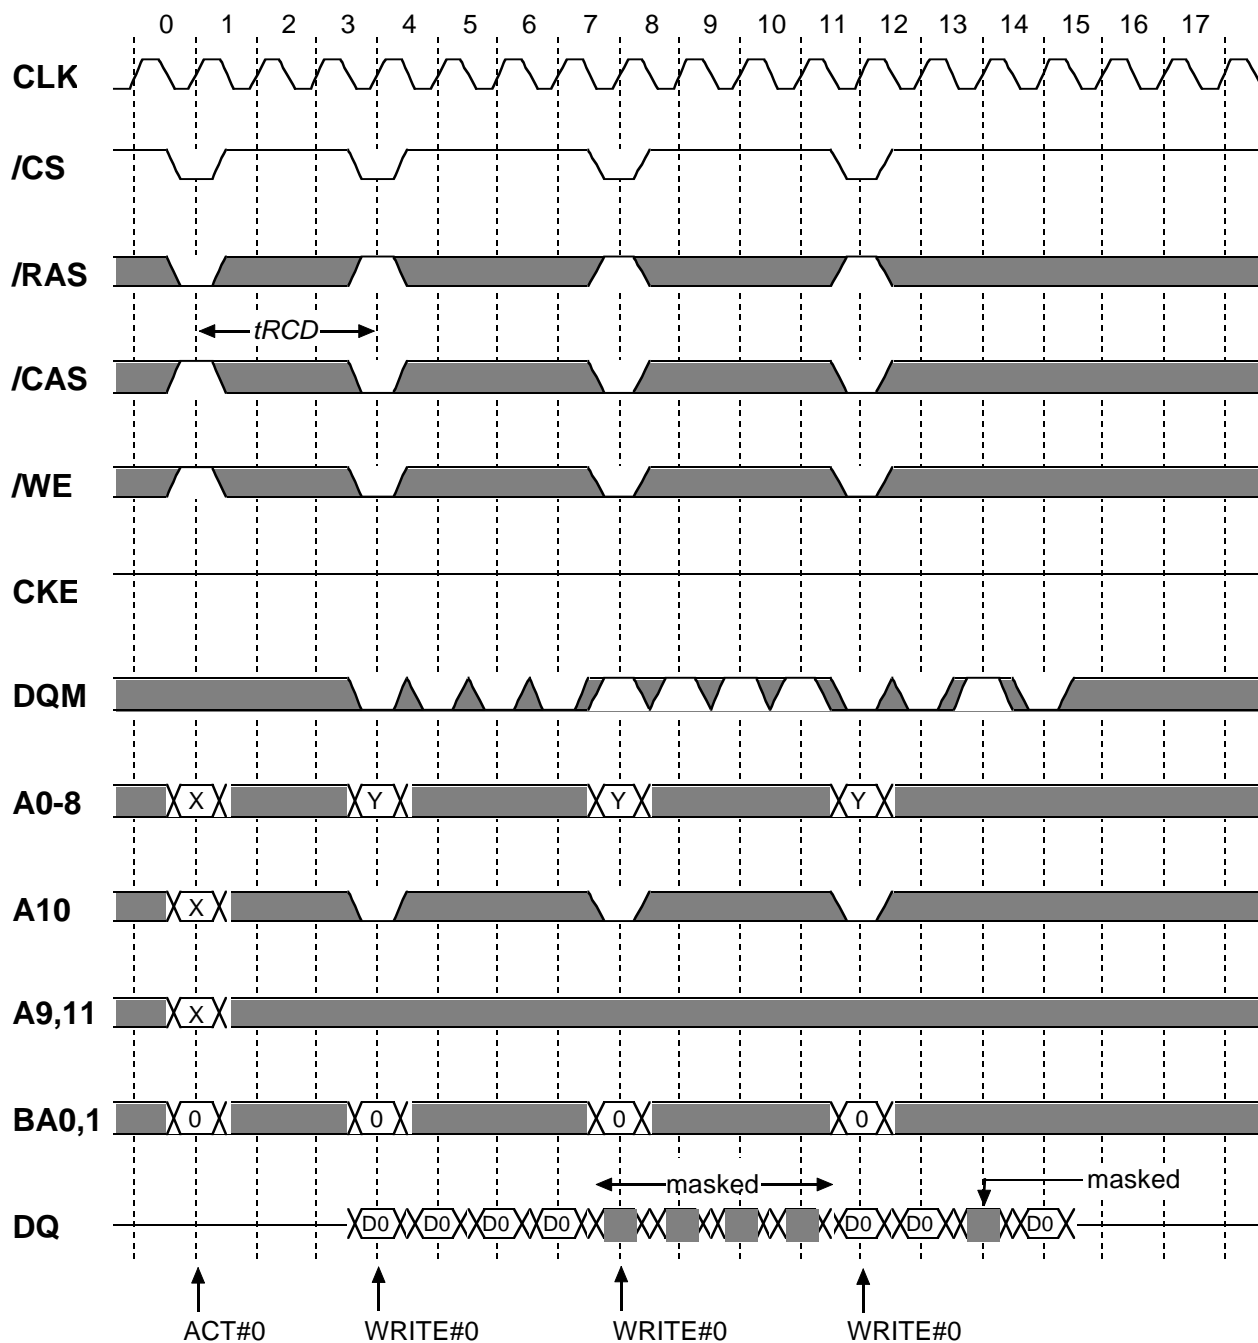 0 1 2 3 4 5 6 7 8 9 10 11 12 13 14 15 16 17
CLK
/CS
/RAS
tRCD
/CAS
/WE
CKE
DQM
A0-8 X Y Y Y
A10 X
A9,11 X
BA0,1 0 0 0 0
masked masked
DQ D0 D0 D0 D0 D0 D0 D0
ACT#0 WRITE#0 WRITE#0 WRITE#0